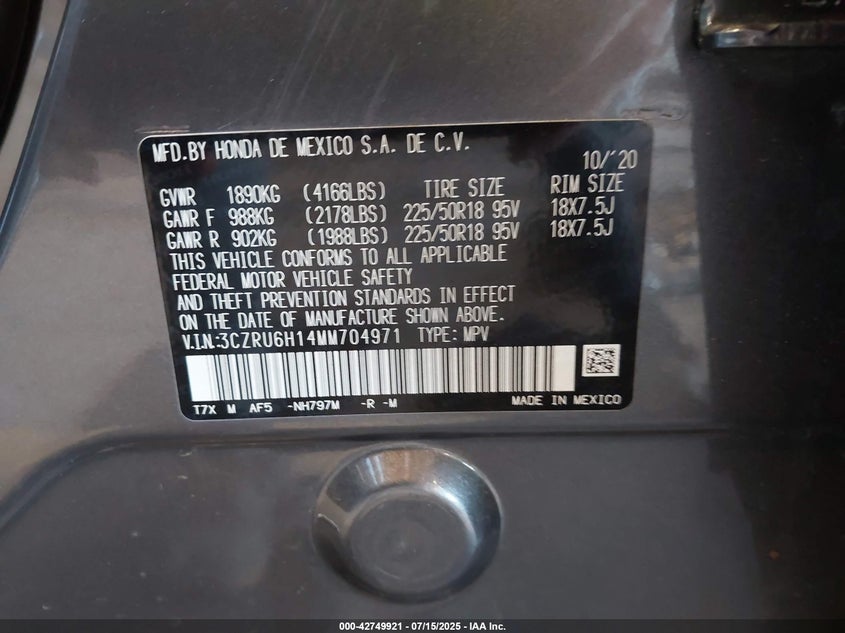 MFD.BY HONDA DE MEXICO S.A. DE C.V.
10/'20
GVWR 1890KG (4166LBS) TIRE SIZE RIM SIZE
GAWR F 988KG (2178LBS) 225/50R18 95V 18X7.5J
GAWR R 902KG (1988LBS) 225/50R18 95V 18X7.5J
THIS VEHICLE CONFORMS TO ALL APPLICABLE
FEDERAL MOTOR VEHICLE SAFETY
AND THEFT PREVENTION STANDARDS IN EFFECT
ON THE DATE OF MANUFACTURE SHOWN ABOVE.
V.I.N.:3CZRU6H14MM704971 TYPE: MPV
T7X M AF5 -NH797M -R -M MADE IN MEXICO
000-42749921 - 07/15/2025 - IAA Inc.